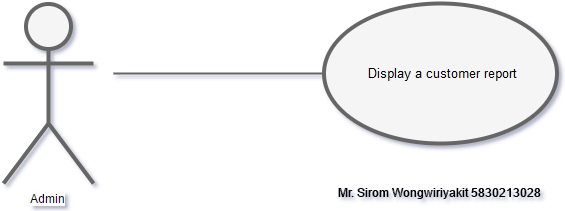 Display a customer report
Admin
Mr. Sirom Wongwiriyakit 5830213028